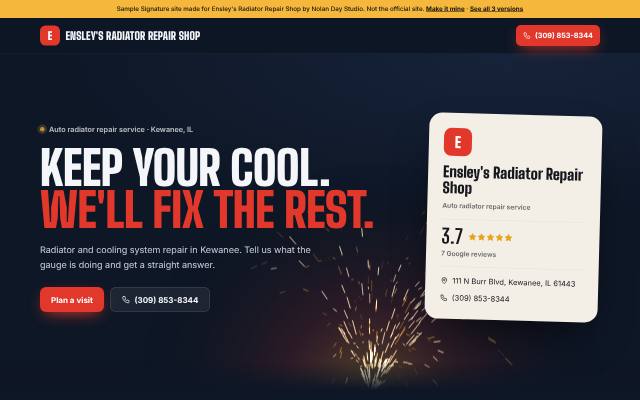 Sample Signature site made for Ensley's Radiator Repair Shop by Nolan Day Studio. Not the official site. Make it mine · See all 3 versions
E ENSLEY'S RADIATOR REPAIR SHOP
(309) 853-8344
Auto radiator repair service · Kewanee, IL
KEEP YOUR COOL.
WE'LL FIX THE REST.
Radiator and cooling system repair in Kewanee. Tell us what the
gauge is doing and get a straight answer.
Plan a visit
(309) 853-8344
E
Ensley's Radiator Repair
Shop
Auto radiator repair service
3.7
7 Google reviews
111 N Burr Blvd, Kewanee, IL 61443
(309) 853-8344